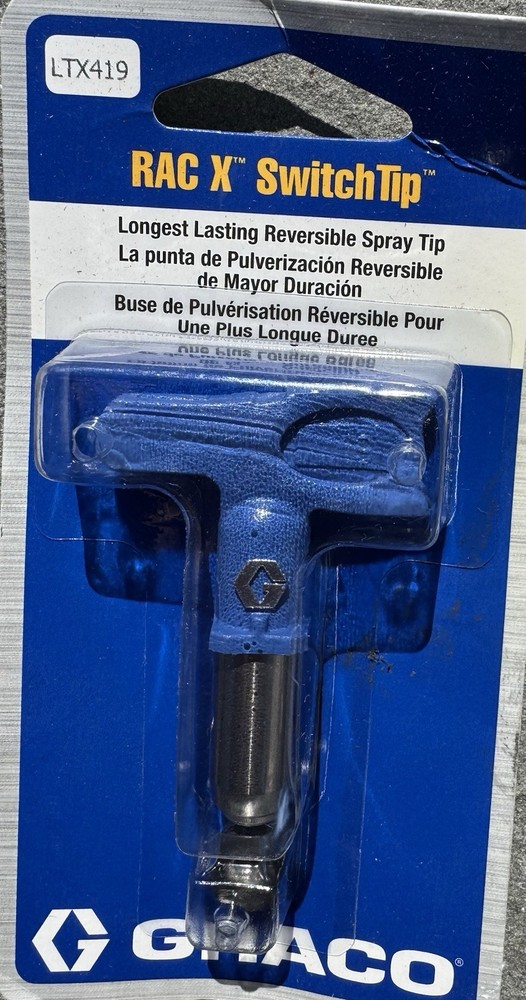 LTX419
RAC X™ SwitchTip™
Longest Lasting Reversible Spray Tip
La punta de Pulverización Reversible
de Mayor Duración
Buse de Pulvérisation Réversible Pour
Une Plus Longue Duree
G
G GRACO®